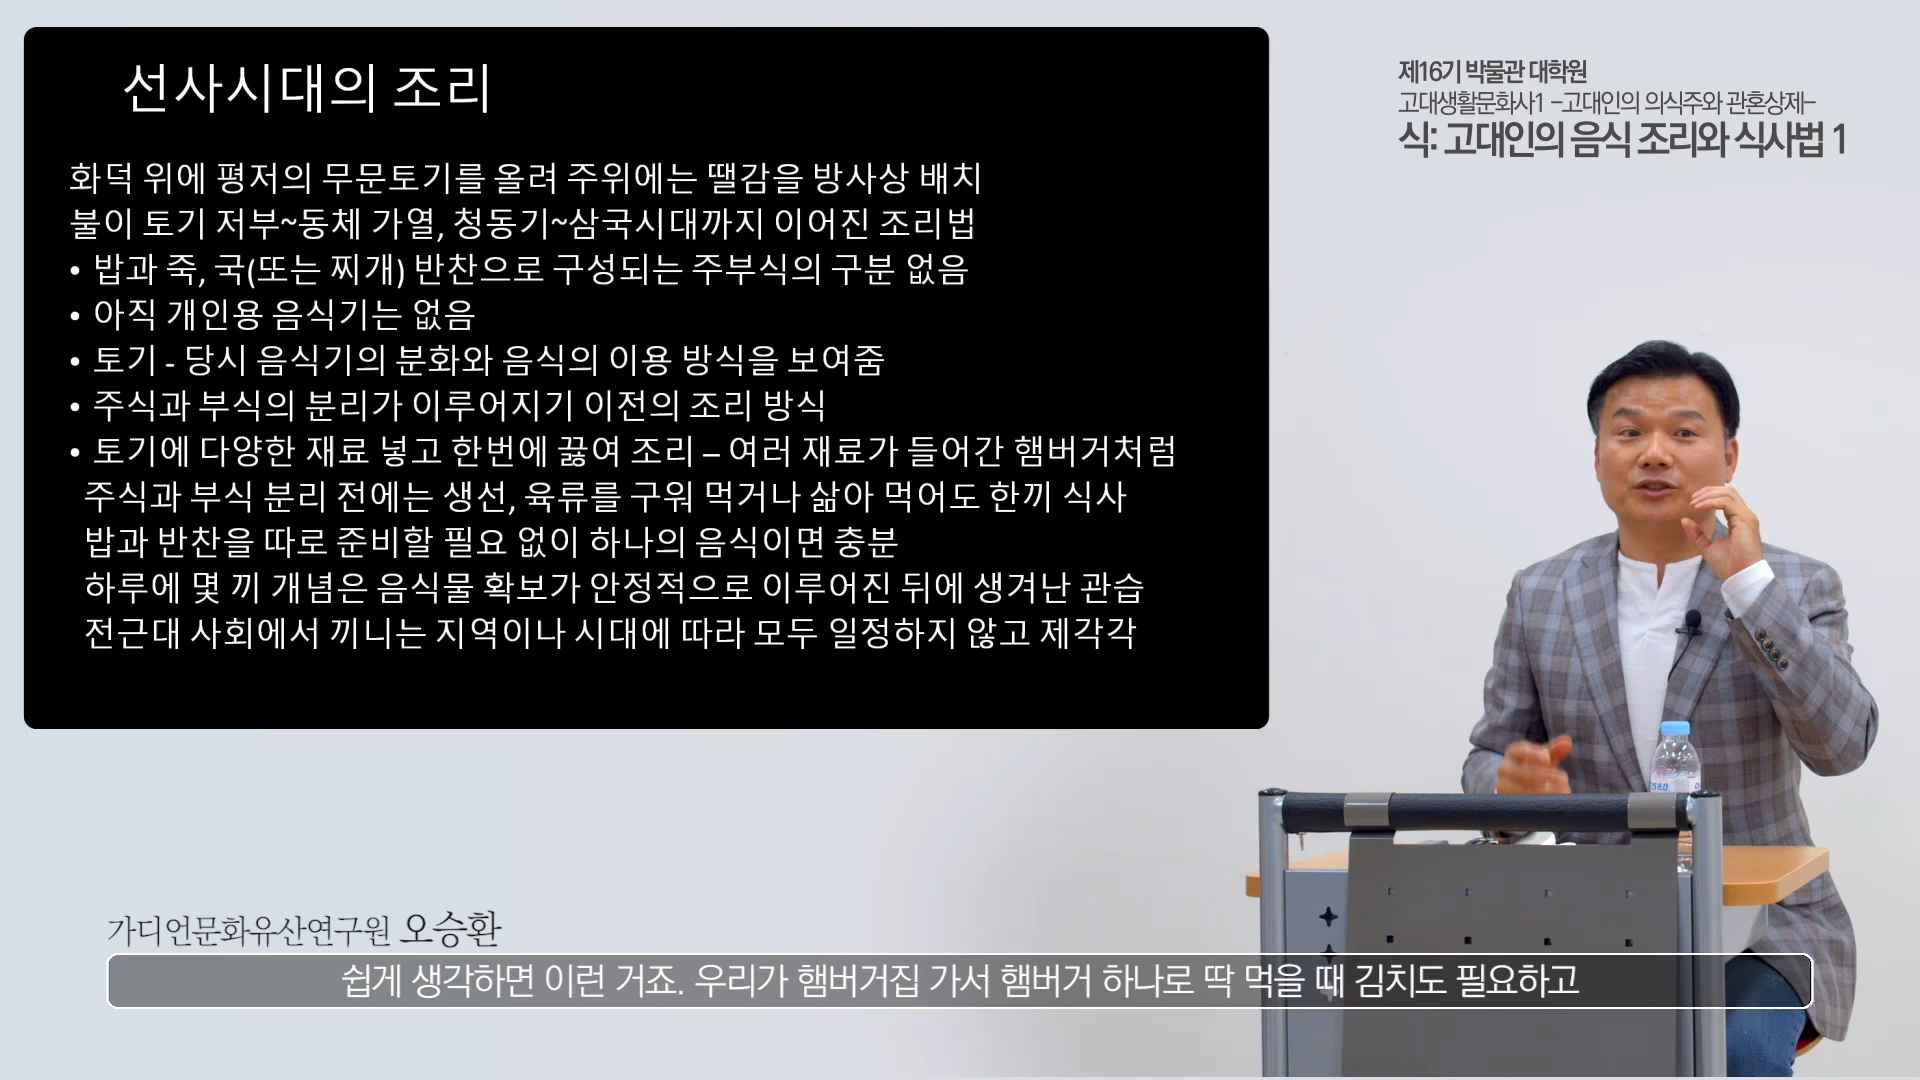 선사시대의 조리
화덕 위에 평저의 무문토기를 올려 주위에는 땔감을 방사상 배치
불이 토기 저부~동체 가열, 청동기~삼국시대까지 이어진 조리법
• 밥과 죽, 국(또는 찌개) 반찬으로 구성되는 주부식의 구분 없음
• 아직 개인용 음식기는 없음
• 토기 - 당시 음식기의 분화와 음식의 이용 방식을 보여줌
• 주식과 부식의 분리가 이루어지기 이전의 조리 방식
• 토기에 다양한 재료 넣고 한번에 끓여 조리 – 여러 재료가 들어간 햄버거처럼
주식과 부식 분리 전에는 생선, 육류를 구워 먹거나 삶아 먹어도 한끼 식사
밥과 반찬을 따로 준비할 필요 없이 하나의 음식이면 충분
하루에 몇 끼 개념은 음식물 확보가 안정적으로 이루어진 뒤에 생겨난 관습
전근대 사회에서 끼니는 지역이나 시대에 따라 모두 일정하지 않고 제각각
제16기 박물관 대학원
고대생활문화사1 -고대인의 의식주와 관혼상제-
식: 고대인의 음식 조리와 식사법 1
가디언문화유산연구원 오승환
쉽게 생각하면 이런 거죠. 우리가 햄버거집 가서 햄버거 하나로 딱 먹을 때 김치도 필요하고